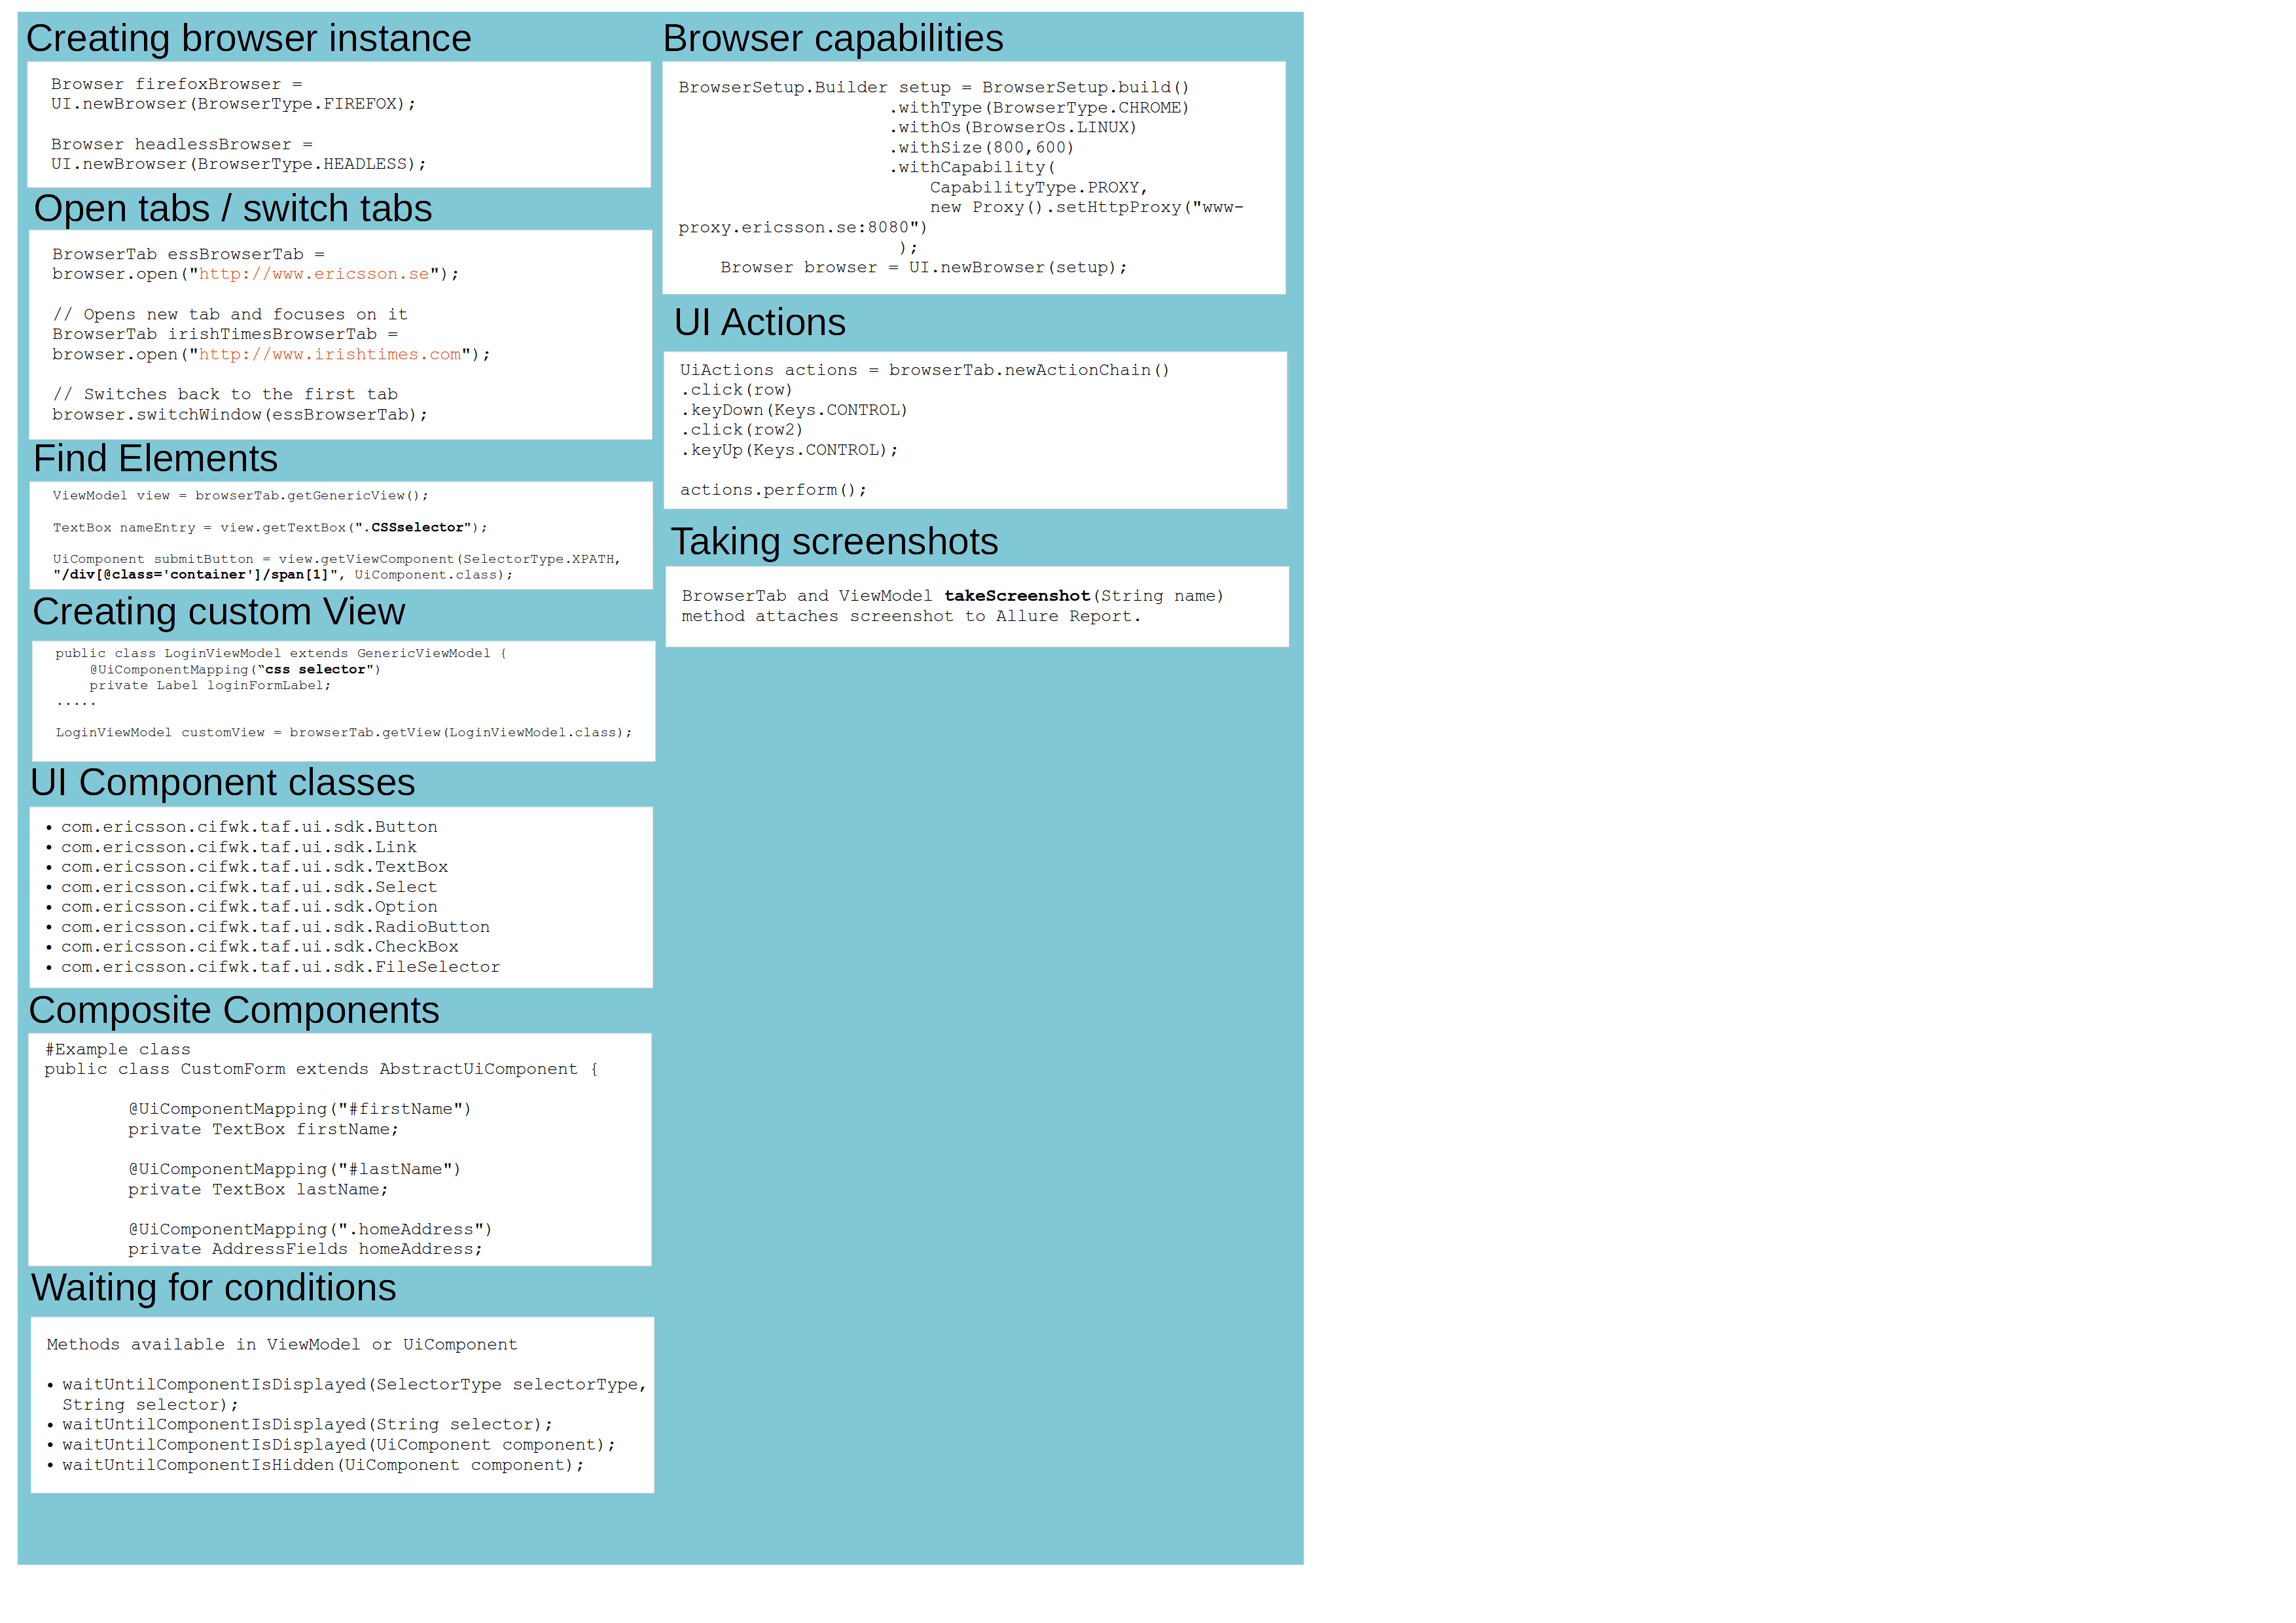 Creating browser instance
Browser firefoxBrowser =
UI.newBrowser(BrowserType.FIREFOX);
Browser headlessBrowser =
UI.newBrowser(BrowserType.HEADLESS);
Open tabs / switch tabs
BrowserTab essBrowserTab =
browser.open("http://www.ericsson.se");
// Opens new tab and focuses on it
BrowserTab irishTimesBrowserTab =
browser.open("http://www.irishtimes.com");
// Switches back to the first tab
browser.switchWindow(essBrowserTab);
Find Elements
ViewModel view = browserTab.getGenericView();
TextBox nameEntry = view.getTextBox(".CSSselector");
UiComponent submitButton = view.getViewComponent(SelectorType.XPATH,
"/div[@class='container']/span[1]", UiComponent.class);
Creating custom View
public class LoginViewModel extends GenericViewModel {
@UiComponentMapping(“css selector")
private Label loginFormLabel;
.....
LoginViewModel customView = browserTab.getView(LoginViewModel.class);
UI Component classes
• com.ericsson.cifwk.taf.ui.sdk.Button
• com.ericsson.cifwk.taf.ui.sdk.Link
• com.ericsson.cifwk.taf.ui.sdk.TextBox
• com.ericsson.cifwk.taf.ui.sdk.Select
• com.ericsson.cifwk.taf.ui.sdk.Option
• com.ericsson.cifwk.taf.ui.sdk.RadioButton
• com.ericsson.cifwk.taf.ui.sdk.CheckBox
• com.ericsson.cifwk.taf.ui.sdk.FileSelector
Composite Components
#Example class
public class CustomForm extends AbstractUiComponent {
@UiComponentMapping("#firstName")
private TextBox firstName;
@UiComponentMapping("#lastName")
private TextBox lastName;
@UiComponentMapping(".homeAddress")
private AddressFields homeAddress;
Waiting for conditions
Methods available in ViewModel or UiComponent
• waitUntilComponentIsDisplayed(SelectorType selectorType,
String selector);
• waitUntilComponentIsDisplayed(String selector);
• waitUntilComponentIsDisplayed(UiComponent component);
• waitUntilComponentIsHidden(UiComponent component);
Browser capabilities
BrowserSetup.Builder setup = BrowserSetup.build()
.withType(BrowserType.CHROME)
.withOs(BrowserOs.LINUX)
.withSize(800,600)
.withCapability(
CapabilityType.PROXY,
new Proxy().setHttpProxy("www-
proxy.ericsson.se:8080")
);
Browser browser = UI.newBrowser(setup);
UI Actions
UiActions actions = browserTab.newActionChain()
.click(row)
.keyDown(Keys.CONTROL)
.click(row2)
.keyUp(Keys.CONTROL);
actions.perform();
Taking screenshots
BrowserTab and ViewModel takeScreenshot(String name)
method attaches screenshot to Allure Report.